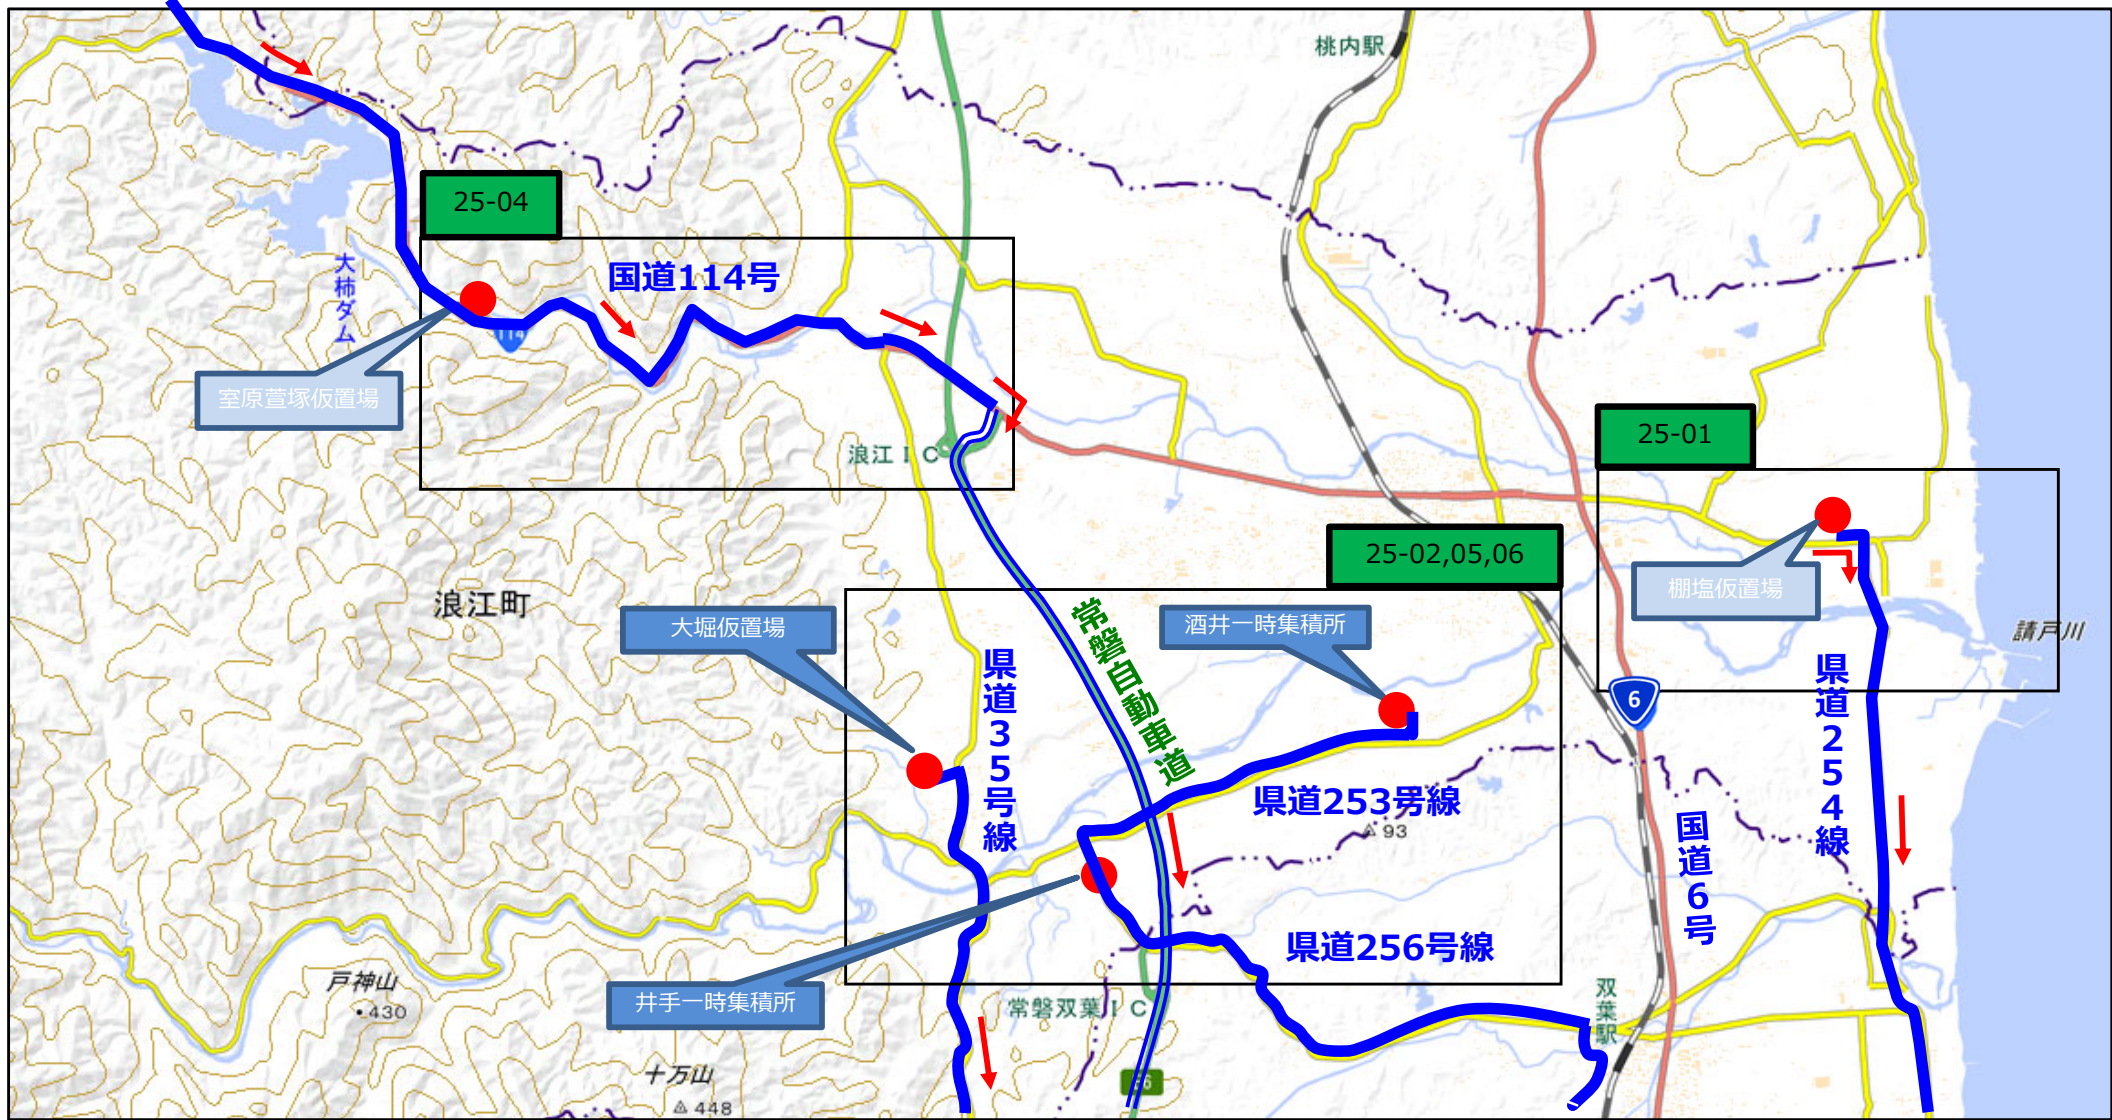 桃内駅
25-04
国道114号
大柿ダム
114
室原萱塚仮置場
浪江IC
25-01
25-02,05,06
棚塩仮置場
浪江町
大堀仮置場
酒井一時集積所
常磐自動車道
請戸川
県道35号線
県道254線
6
県道253号線
93
国道6号
県道256号線
戸神山
430
井手一時集積所
常磐双葉IC
双葉駅
十万山
448